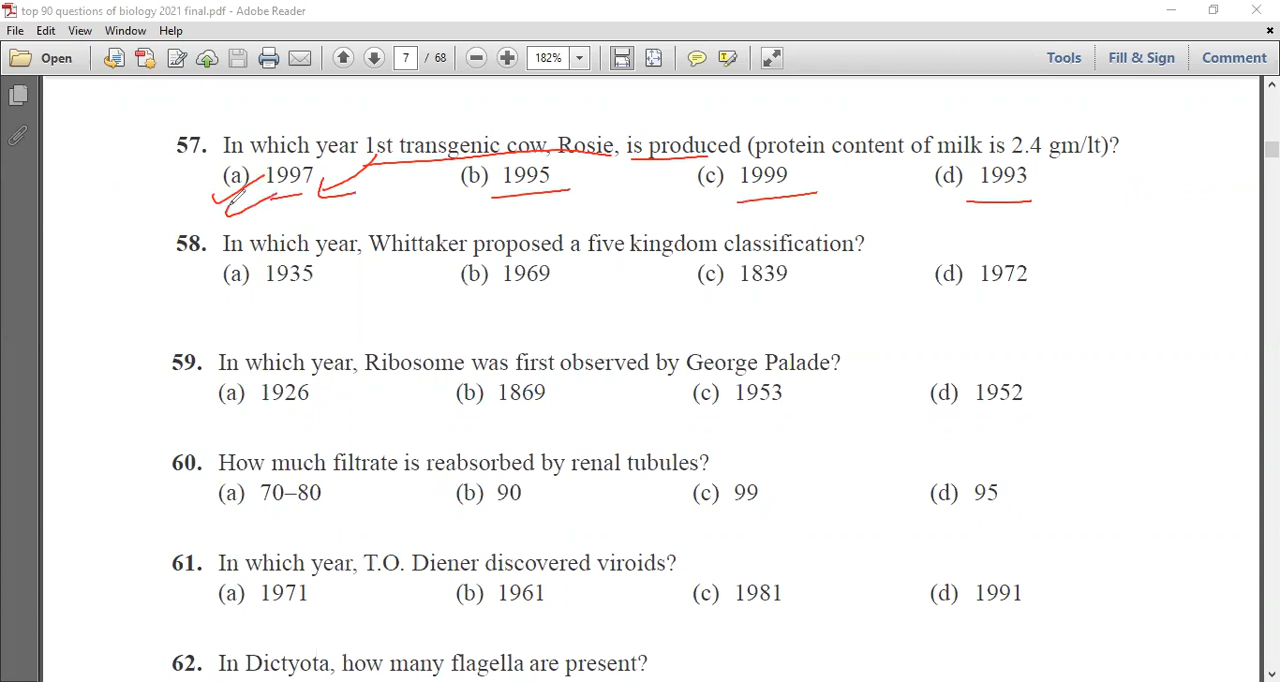 top 90 questions of biology 2021 final.pdf - Adobe Reader
File Edit View Window Help
Open 7 / 68 182% Tools Fill & Sign Comment
57. In which year 1st transgenic cow, Rosie, is produced (protein content of milk is 2.4 gm/lt)?
(a) 1997 (b) 1995 (c) 1999 (d) 1993
58. In which year, Whittaker proposed a five kingdom classification?
(a) 1935 (b) 1969 (c) 1839 (d) 1972
59. In which year, Ribosome was first observed by George Palade?
(a) 1926 (b) 1869 (c) 1953 (d) 1952
60. How much filtrate is reabsorbed by renal tubules?
(a) 70–80 (b) 90 (c) 99 (d) 95
61. In which year, T.O. Diener discovered viroids?
(a) 1971 (b) 1961 (c) 1981 (d) 1991
62. In Dictyota, how many flagella are present?